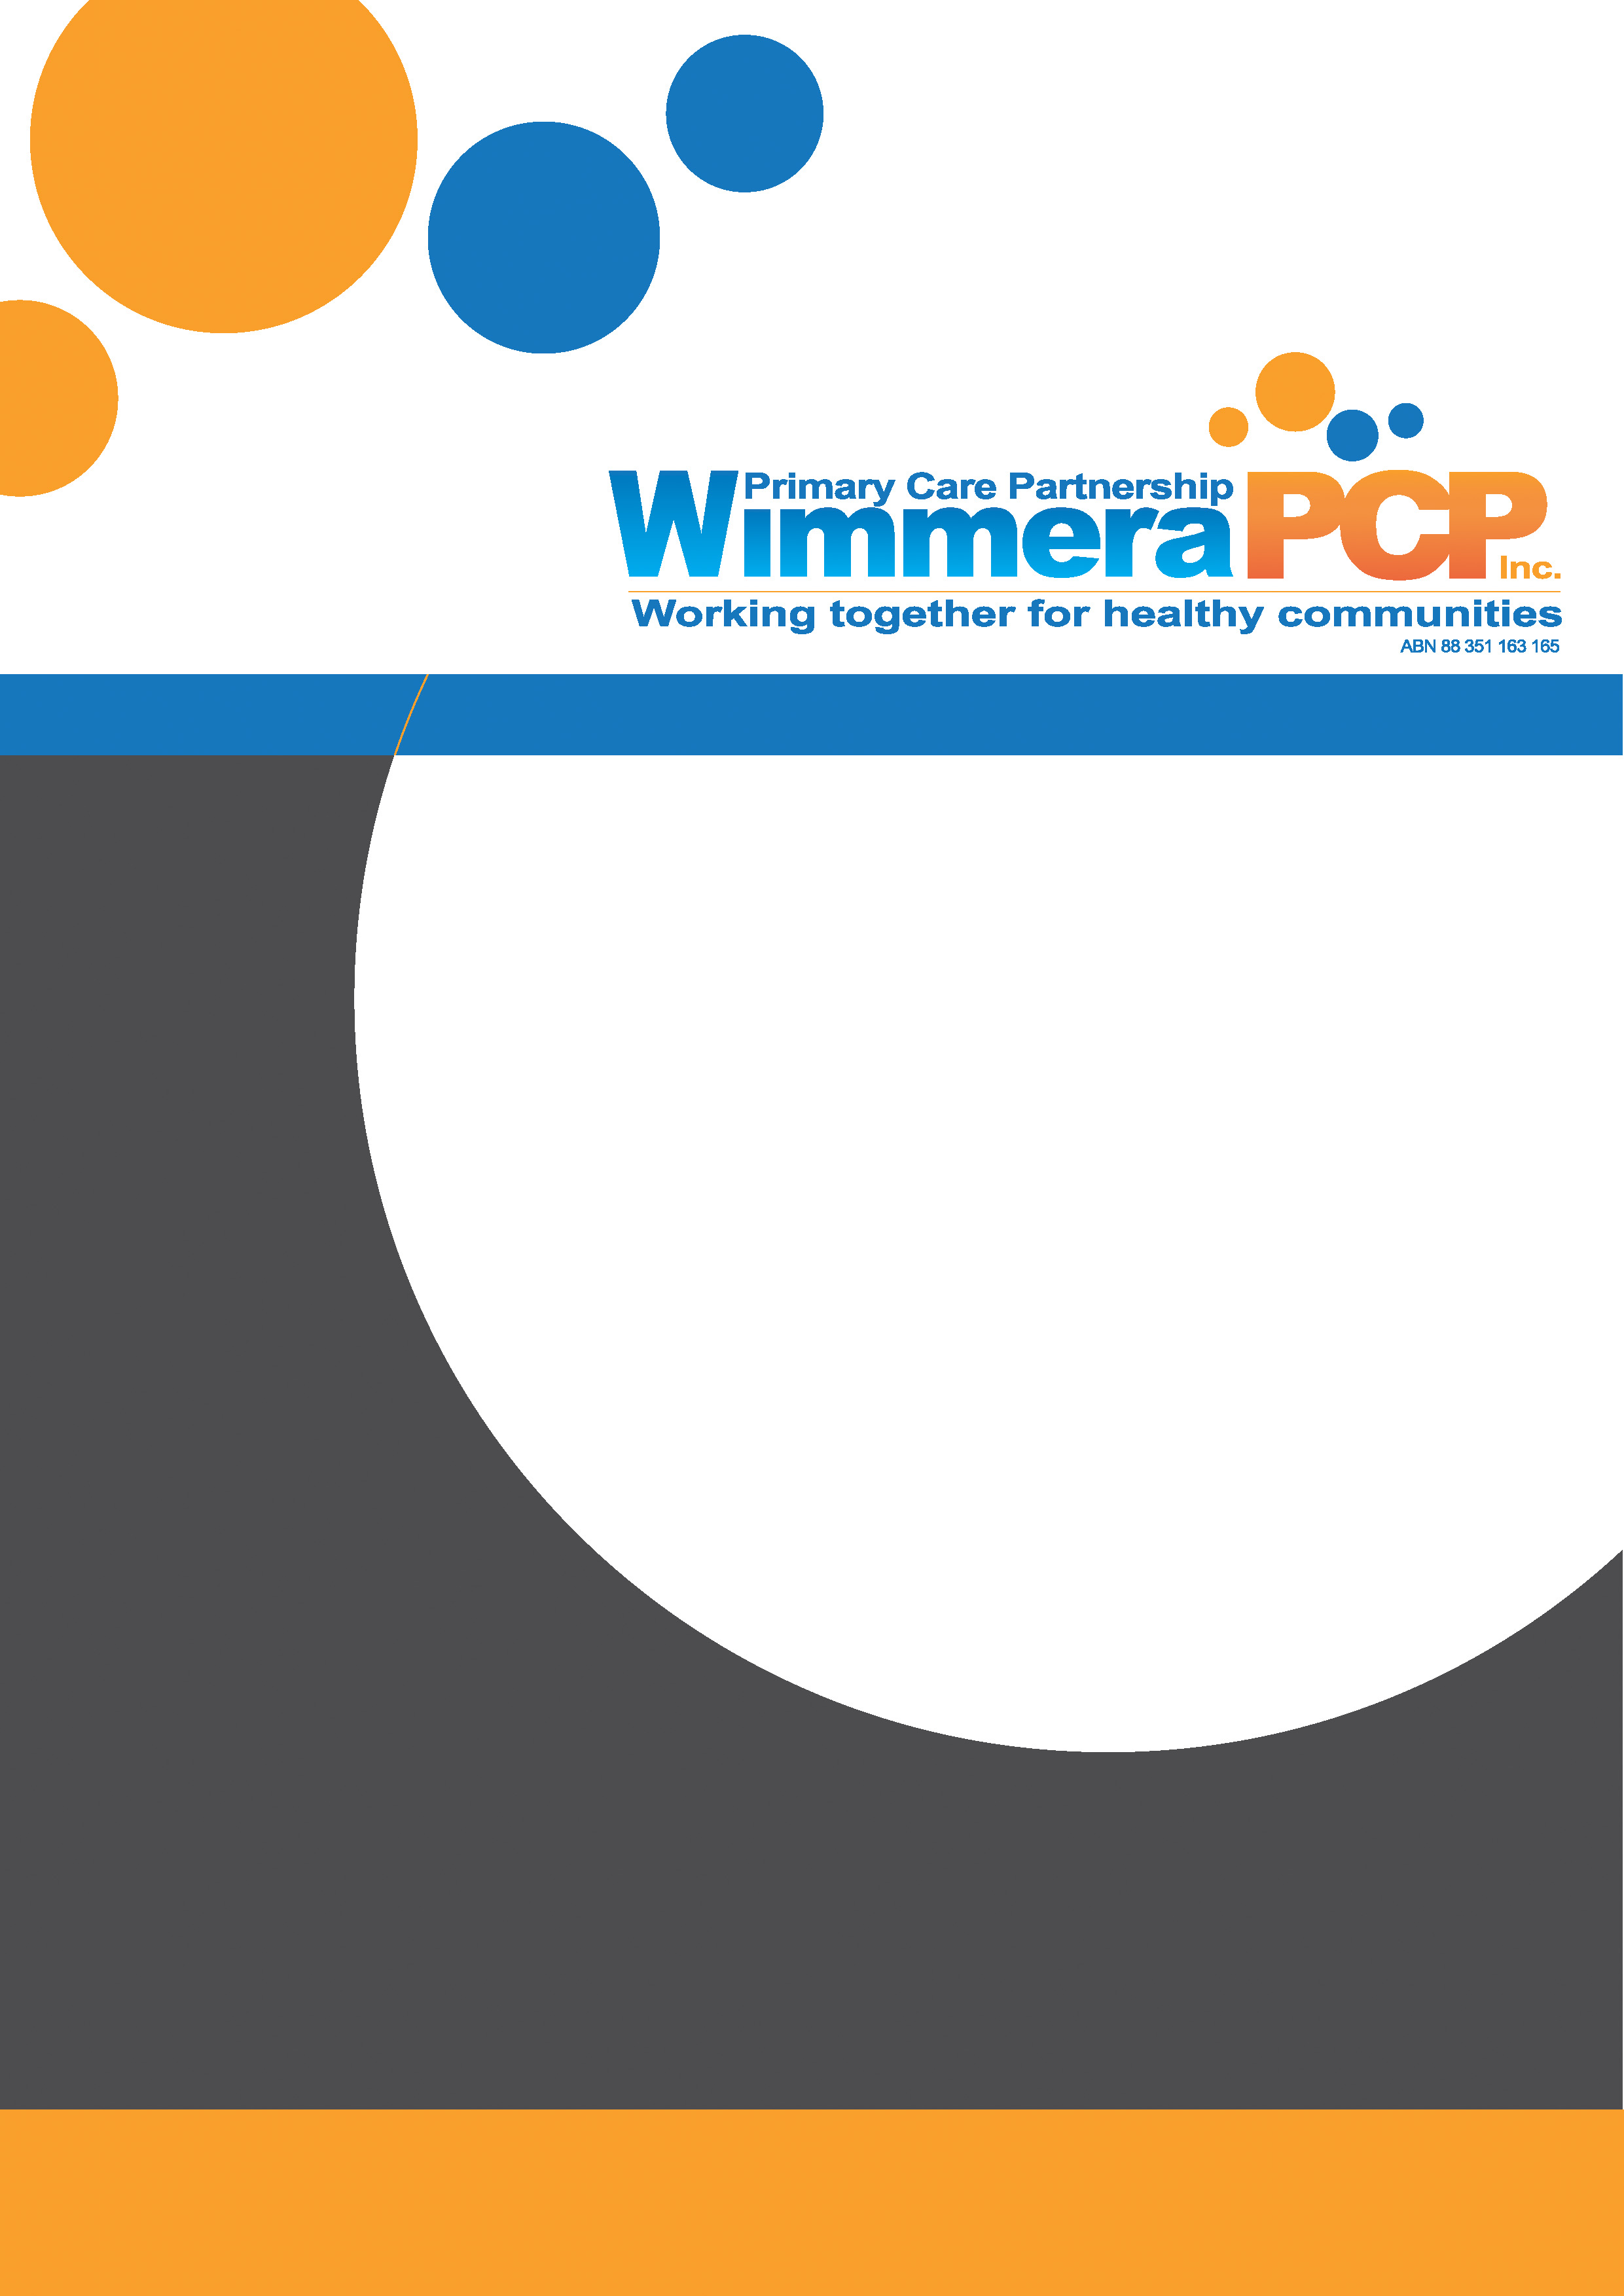 Primary Care Partnership
Wimmera PCP Inc.
Working together for healthy communities
ABN 88 351 163 165